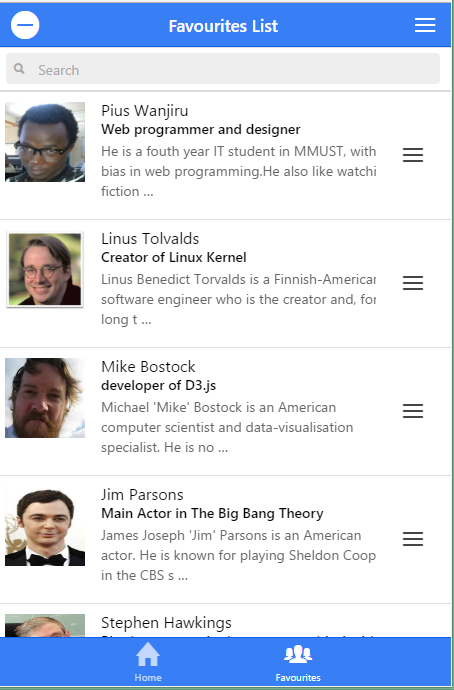 Favourites List
Search
Pius Wanjiru
Web programmer and designer
He is a fouth year IT student in MMUST, with
bias in web programming.He also like watchi
fiction ...
Linus Tolvalds
Creator of Linux Kernel
Linus Benedict Torvalds is a Finnish-American
software engineer who is the creator and, for
long t ...
Mike Bostock
developer of D3.js
Michael 'Mike' Bostock is an American
computer scientist and data-visualisation
specialist. He is no ...
Jim Parsons
Main Actor in The Big Bang Theory
James Joseph 'Jim' Parsons is an American
actor. He is known for playing Sheldon Coop
in the CBS s ...
Stephen Hawkings
Home
Favourites